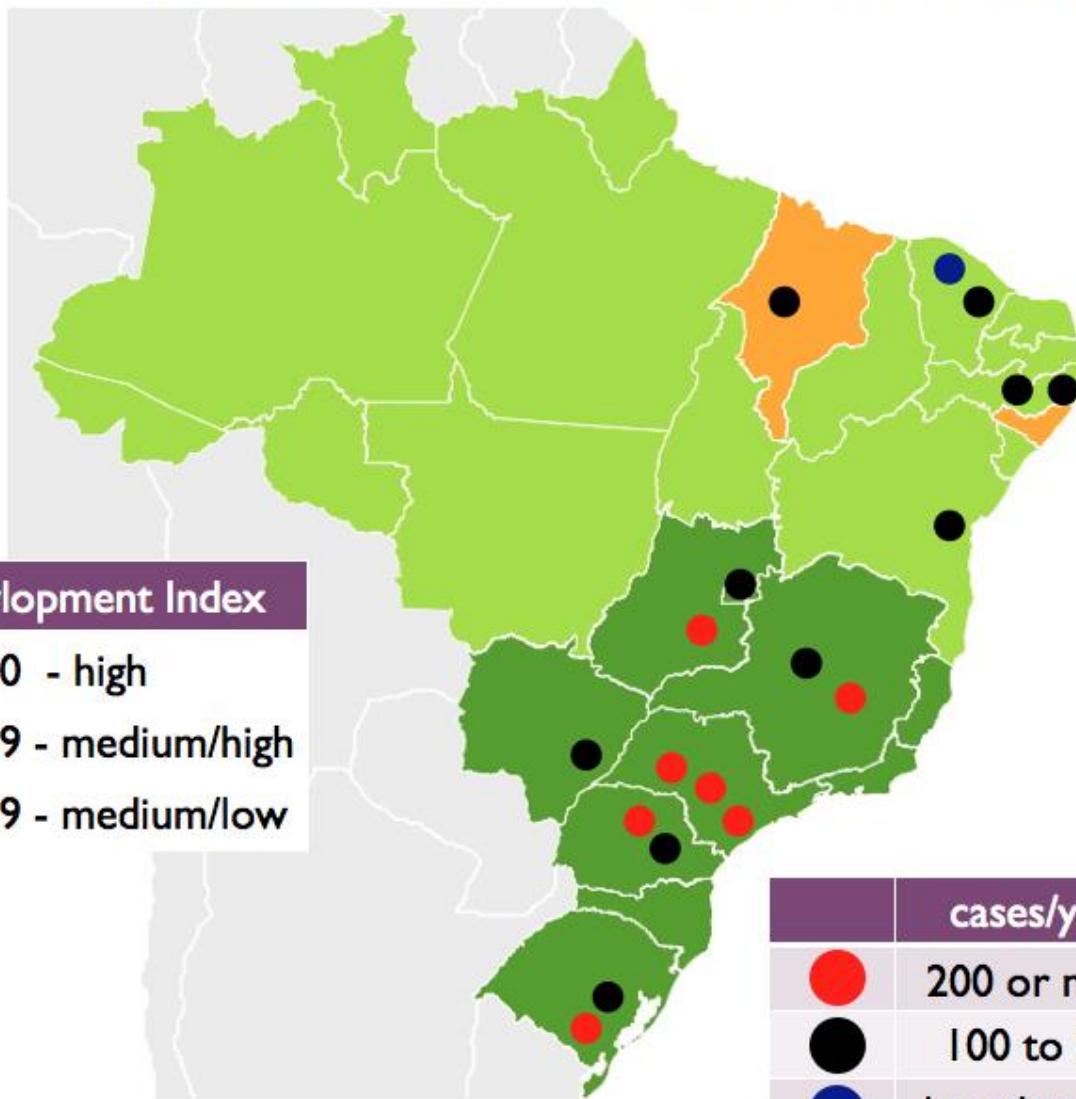 lopment Index
0 - high
9 - medium/high
9 - medium/low
cases/y
200 or
100 to